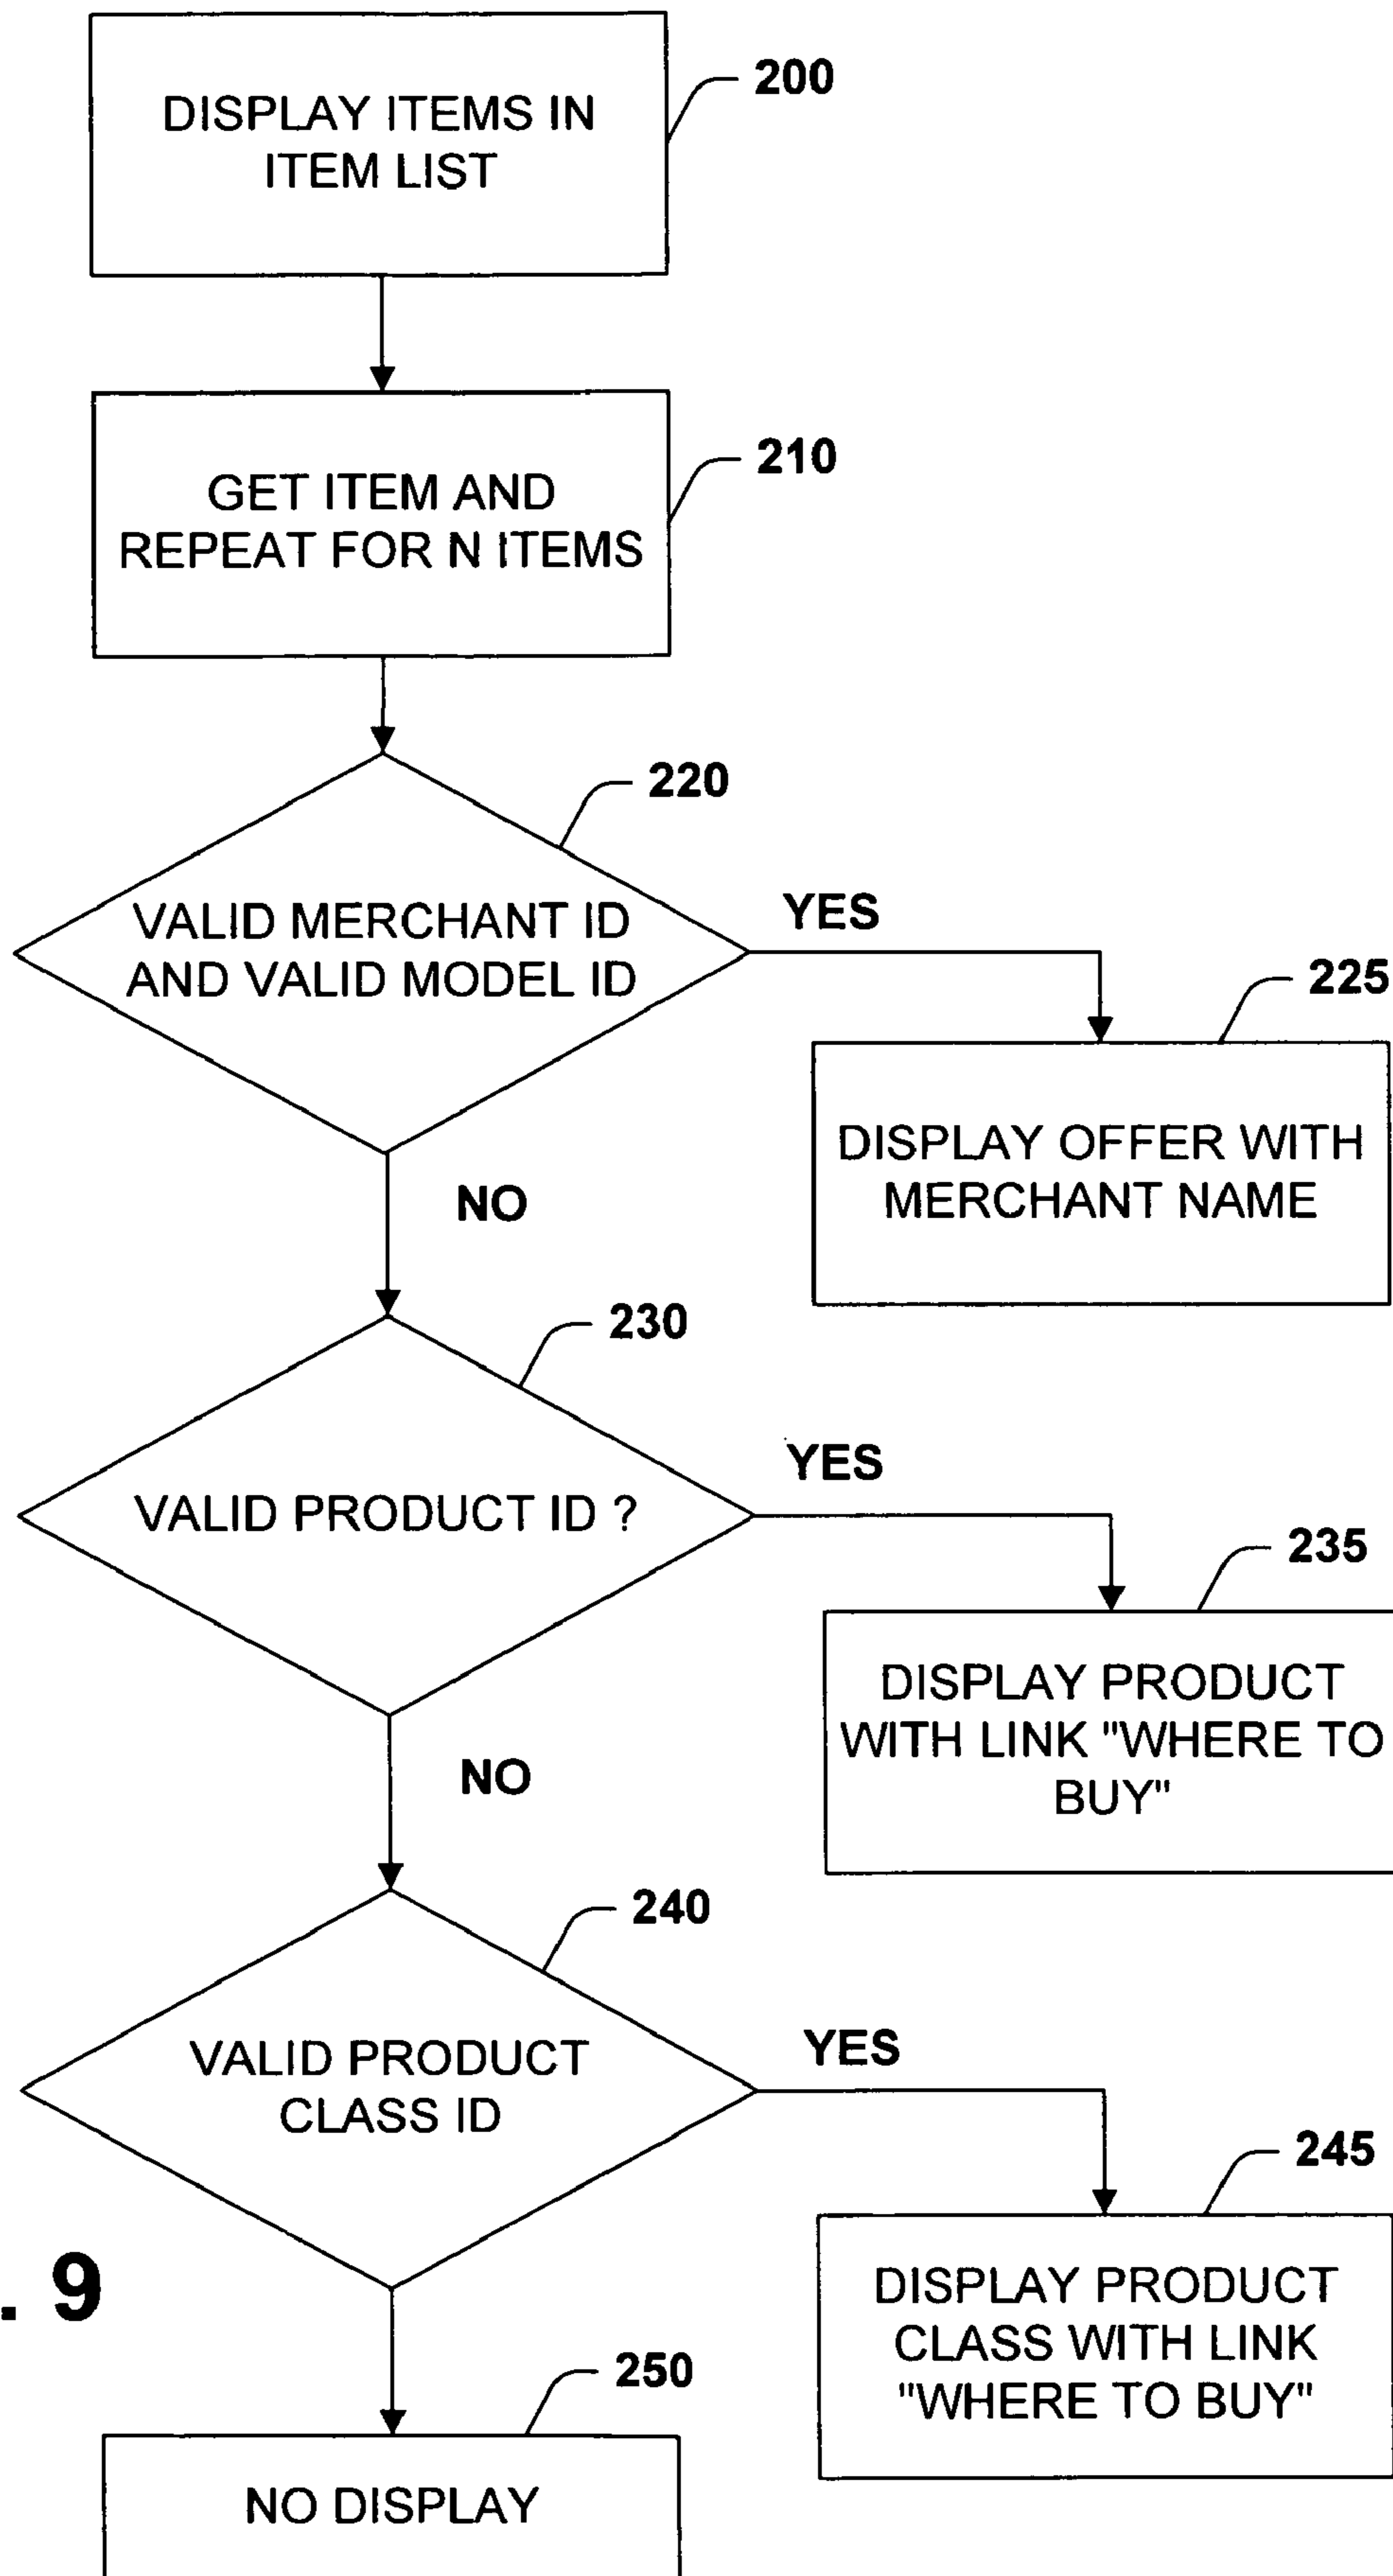 DISPLAY ITEMS IN
ITEM LIST
200
GET ITEM AND
REPEAT FOR N ITEMS
210
220
VALID MERCHANT ID
AND VALID MODEL ID
YES
225
DISPLAY OFFER WITH
MERCHANT NAME
NO
230
VALID PRODUCT ID ?
YES
235
DISPLAY PRODUCT
WITH LINK "WHERE TO
BUY"
NO
240
VALID PRODUCT
CLASS ID
YES
245
DISPLAY PRODUCT
CLASS WITH LINK
"WHERE TO BUY"
. 9
250
NO DISPLAY